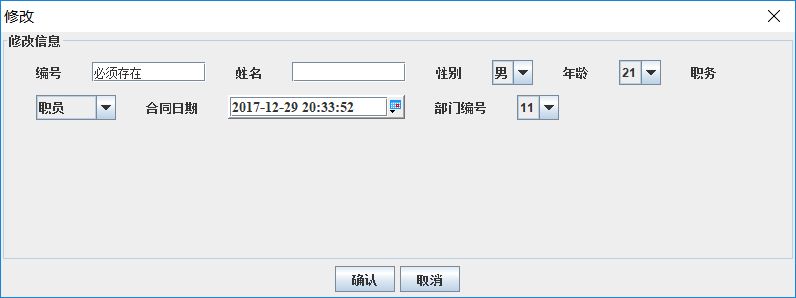 修改
修改信息
编号 必须存在 姓名 性别 男 年龄 21 职务
职员 合同日期 2017-12-29 20:33:52 部门编号 11
确认 取消